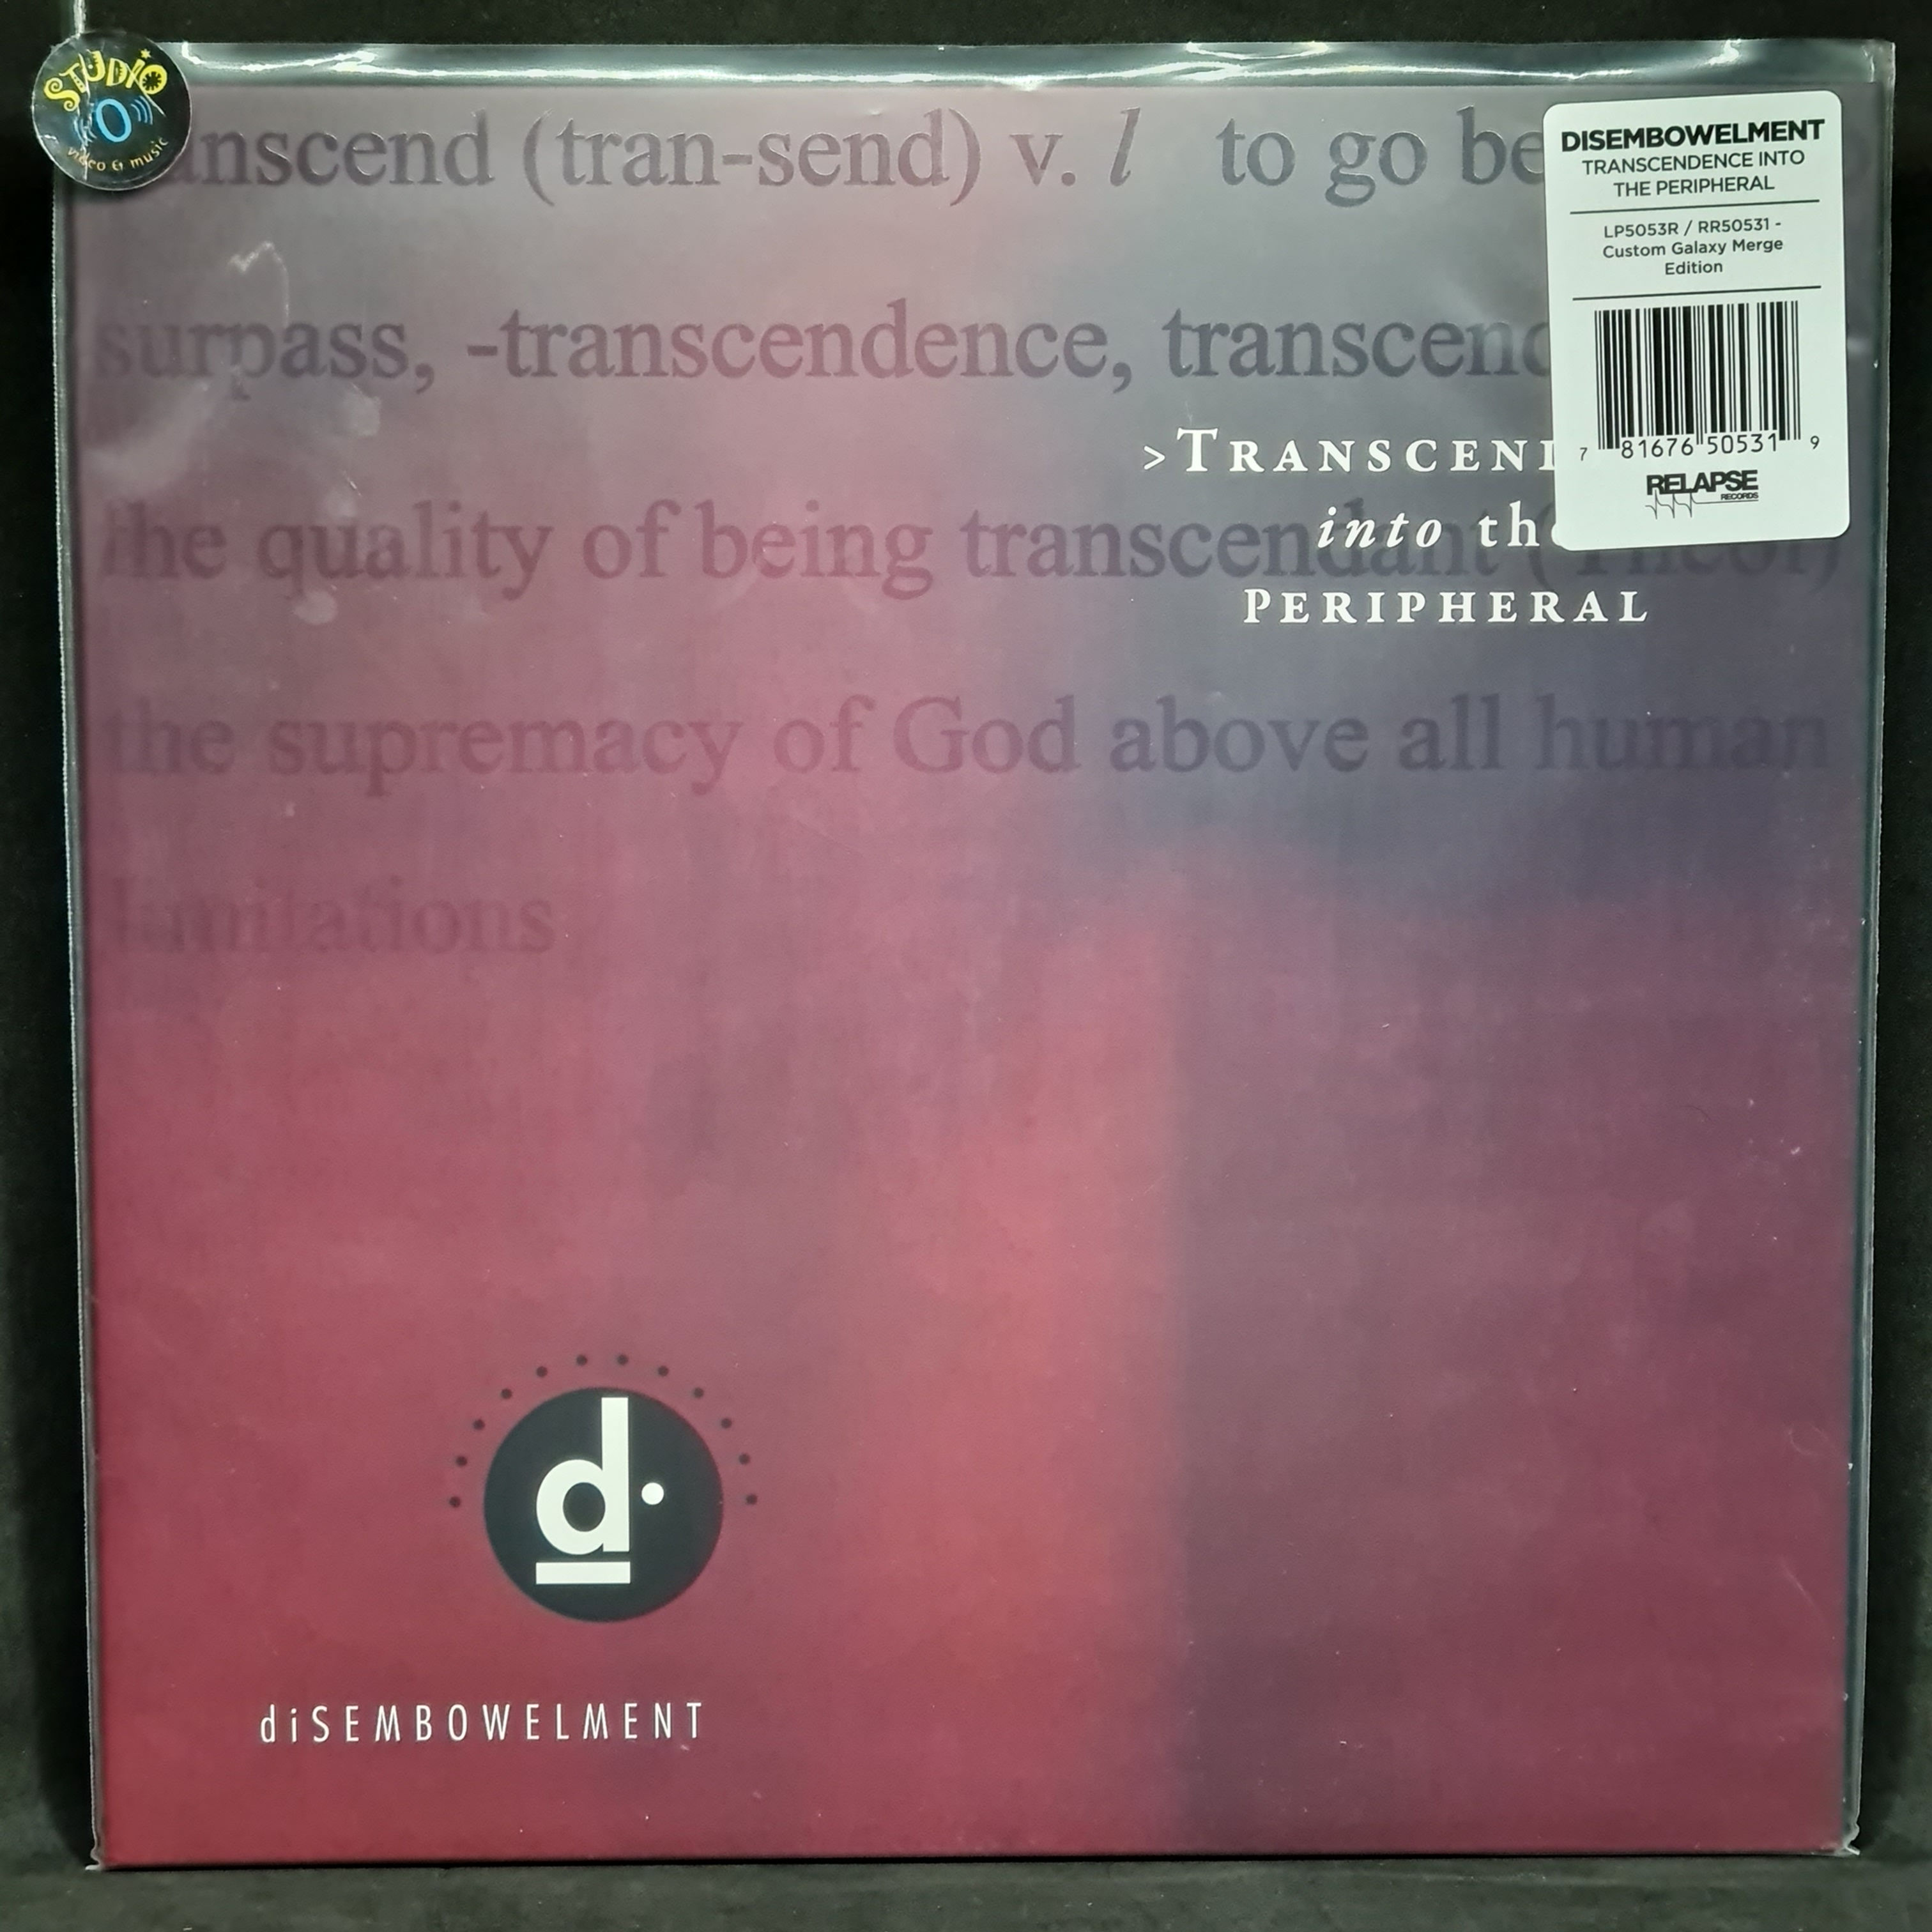 STUDIO
video & music
anscend (tran-send) v. l to go be
DISEMBOWELMENT
TRANSCENDENCE INTO
THE PERIPHERAL
LP5053R / RR50531 -
Custom Galaxy Merge
Edition
7 81676 50531 9
RELAPSE
RECORDS
surpass, -transcendence, transcend
>TRANSCEND
into the
PERIPHERAL
the quality of being transcendant (Theol)
the supremacy of God above all human
limitations
d.
diSEMBOWELMENT